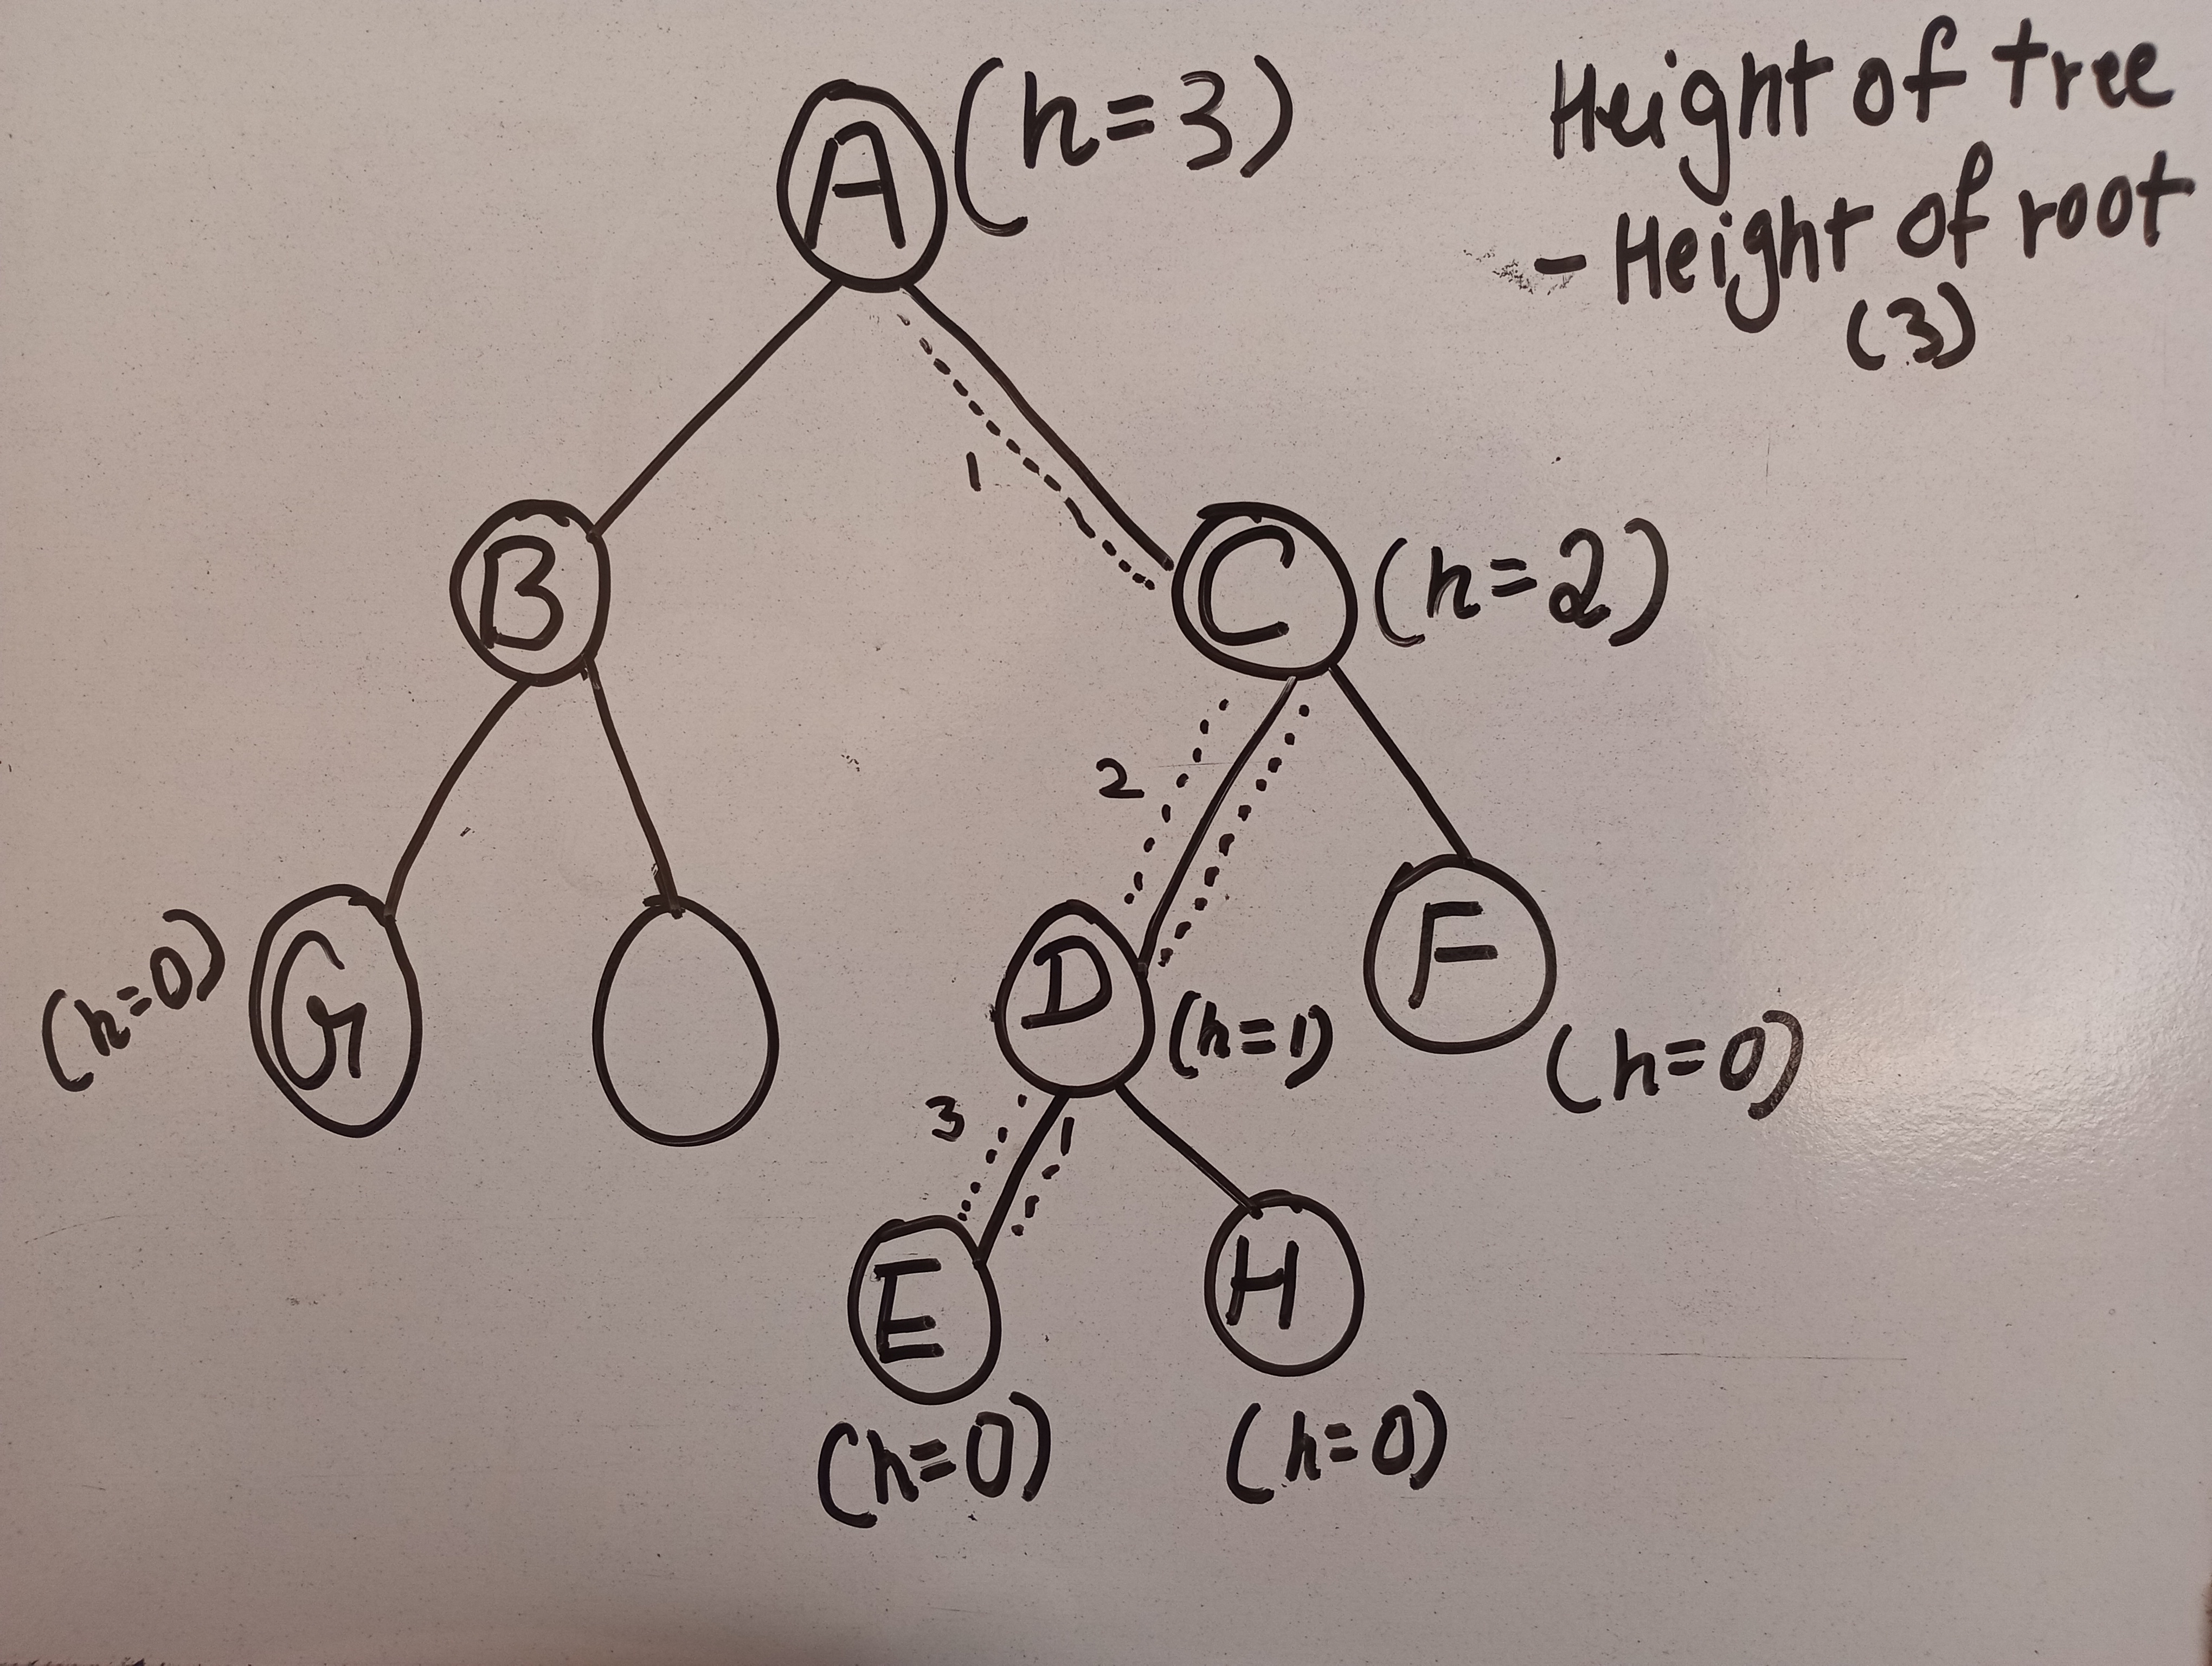 A (h=3)
Height of tree
- Height of root
(3)
1
B
C (h=2)
2
(h=0) G
D (h=1)
F (h=0)
3
1
E
H
(h=0)
(h=0)